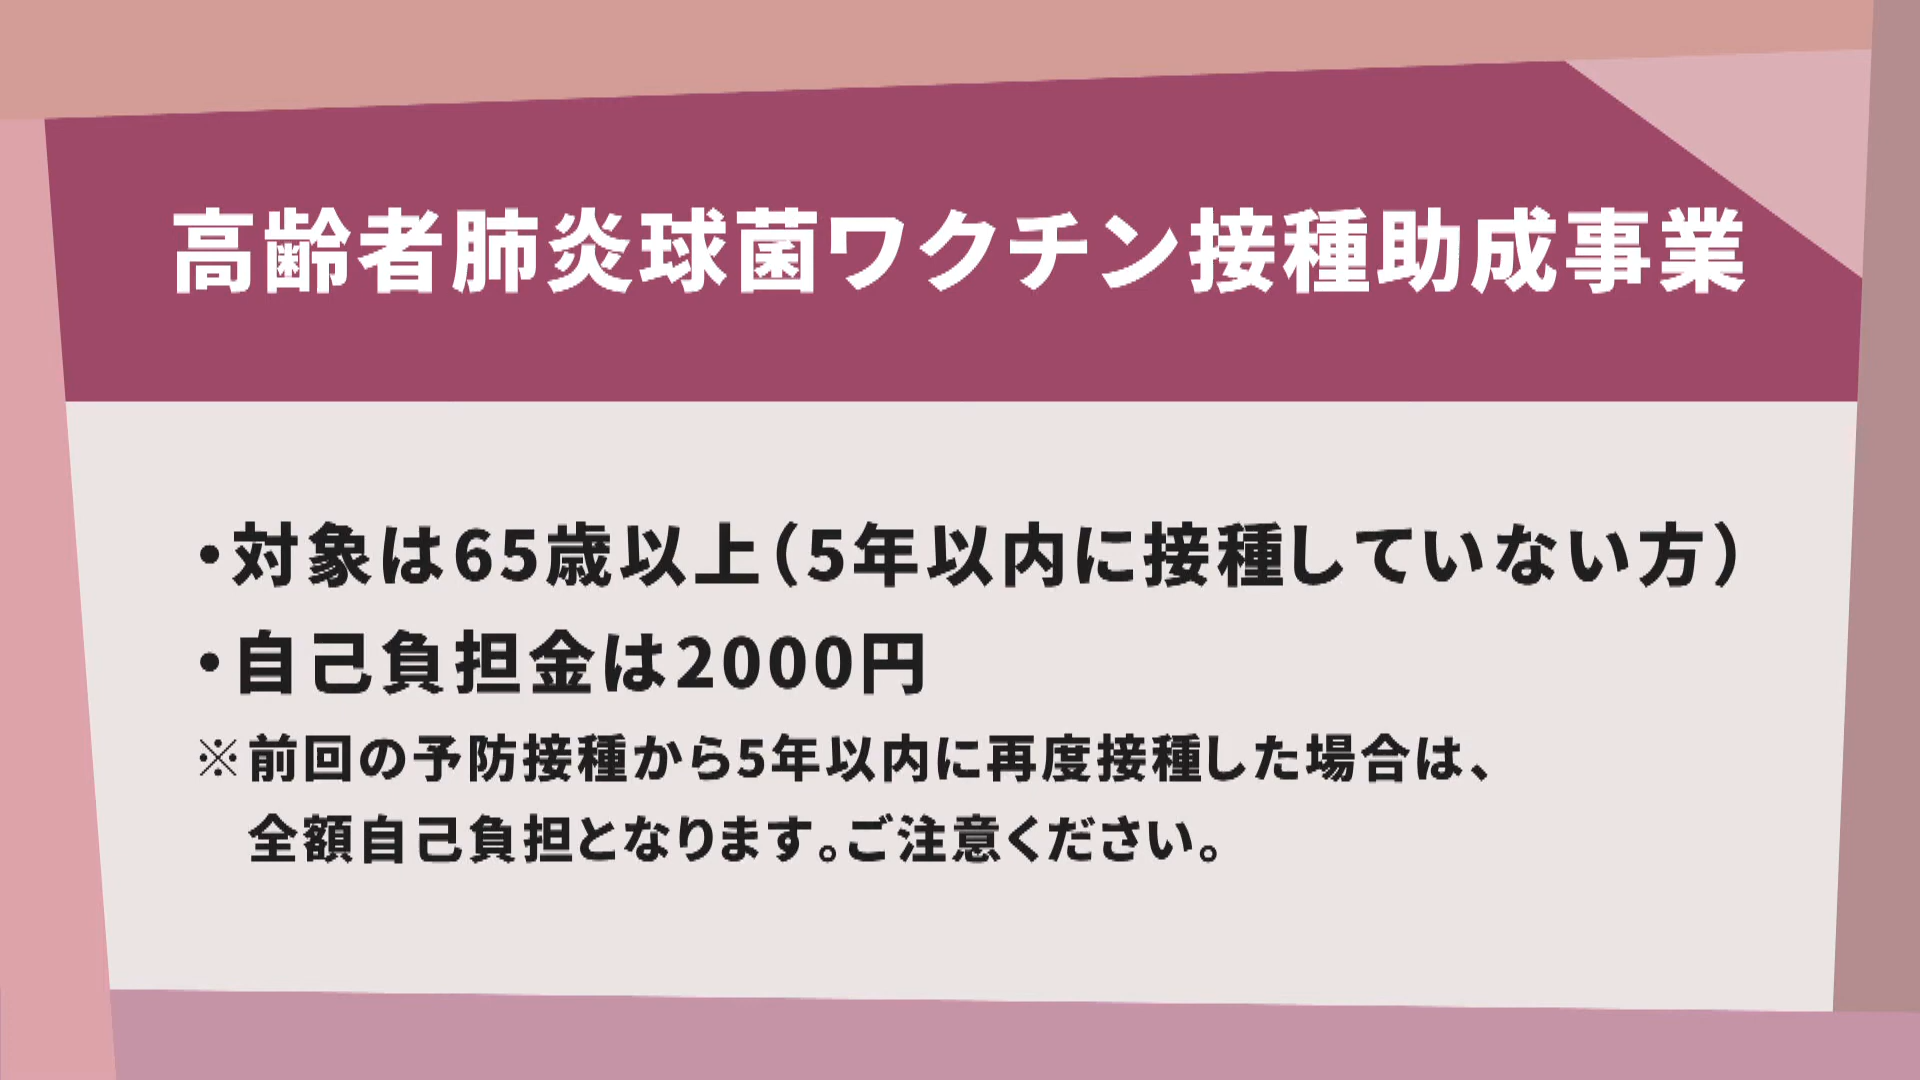 高齢者肺炎球菌ワクチン接種助成事業
・対象は65歳以上（5年以内に接種していない方）
・自己負担金は2000円
※前回の予防接種から5年以内に再度接種した場合は、
全額自己負担となります。ご注意ください。